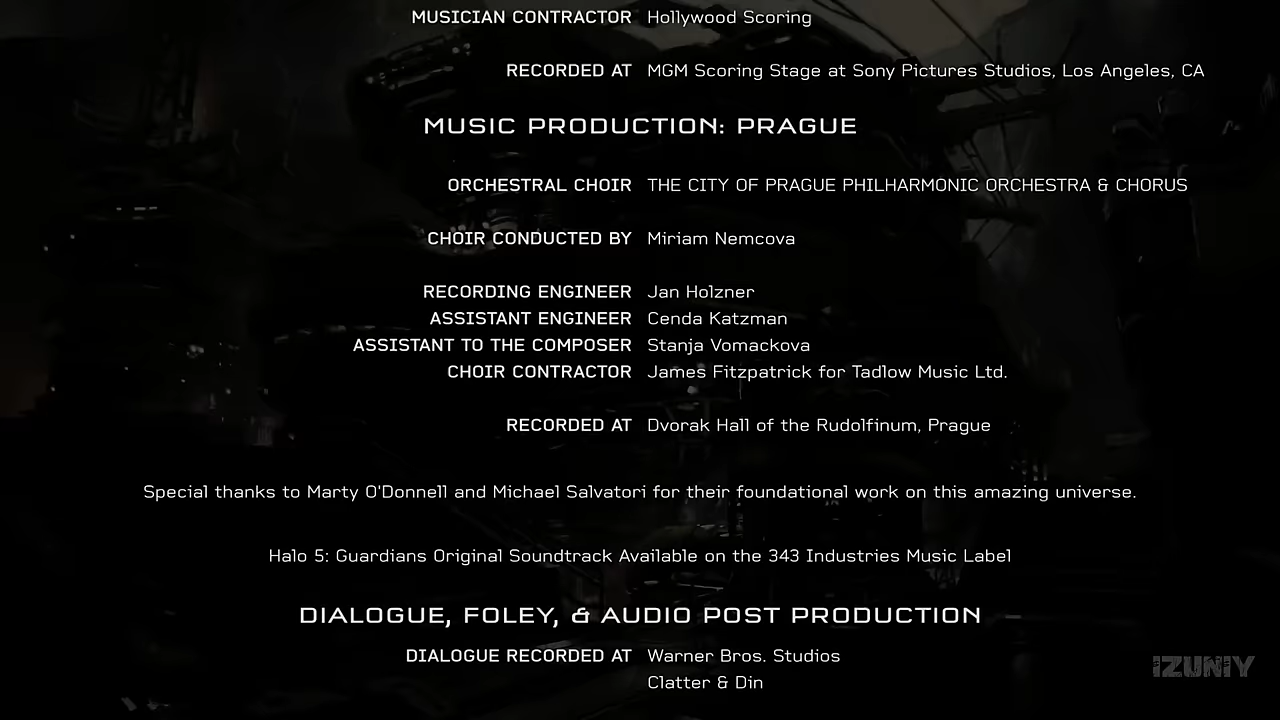 MUSICIAN CONTRACTOR Hollywood Scoring
RECORDED AT MGM Scoring Stage at Sony Pictures Studios, Los Angeles, CA
MUSIC PRODUCTION: PRAGUE
ORCHESTRAL CHOIR THE CITY OF PRAGUE PHILHARMONIC ORCHESTRA & CHORUS
CHOIR CONDUCTED BY Miriam Nemcova
RECORDING ENGINEER Jan Holzner
ASSISTANT ENGINEER Cenda Katzman
ASSISTANT TO THE COMPOSER Stanja Vomackova
CHOIR CONTRACTOR James Fitzpatrick for Tadlow Music Ltd.
RECORDED AT Dvorak Hall of the Rudolfinum, Prague
Special thanks to Marty O'Donnell and Michael Salvatori for their foundational work on this amazing universe.
Halo 5: Guardians Original Soundtrack Available on the 343 Industries Music Label
DIALOGUE, FOLEY, & AUDIO POST PRODUCTION
DIALOGUE RECORDED AT Warner Bros. Studios
Clatter & Din
IZUNIY